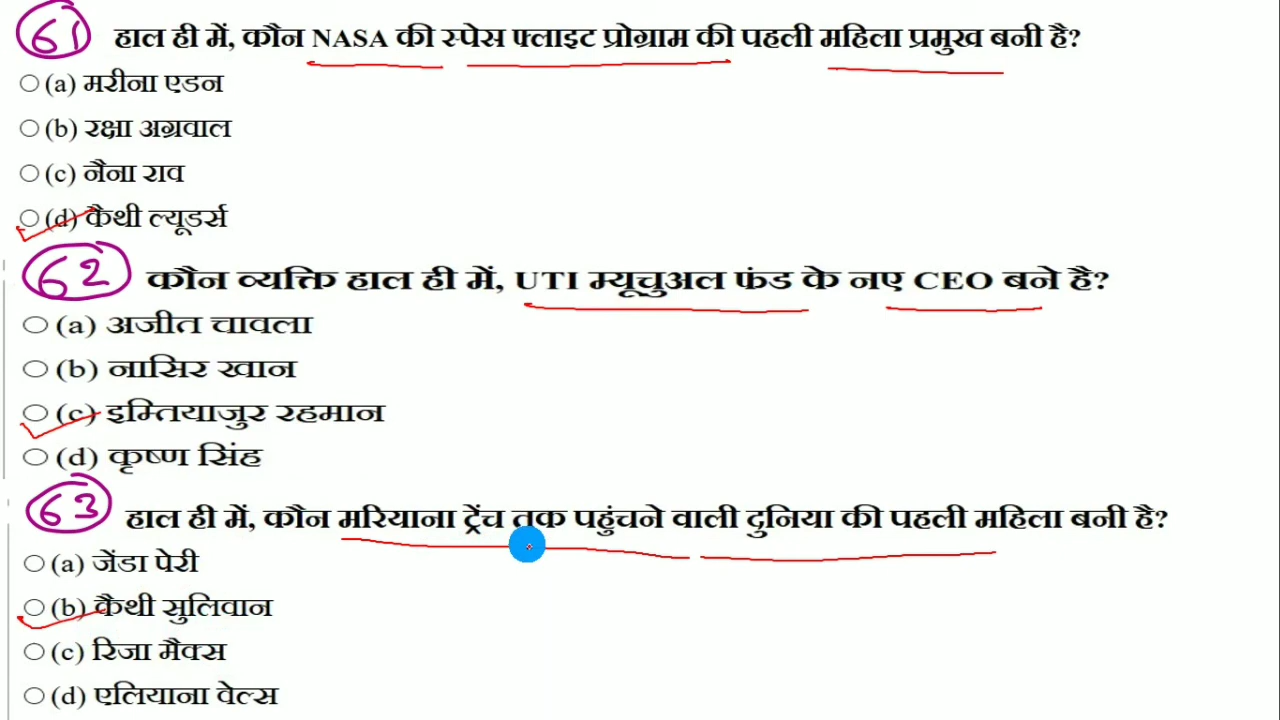 61 हाल ही में, कौन NASA की स्पेस फ्लाइट प्रोग्राम की पहली महिला प्रमुख बनी है?
(a) मरीना एडन
(b) रक्षा अग्रवाल
(c) नैना राव
(d) कैथी ल्यूडर्स
62 कौन व्यक्ति हाल ही में, UTI म्यूचुअल फंड के नए CEO बने है?
(a) अजीत चावला
(b) नासिर खान
(c) इम्तियाजुर रहमान
(d) कृष्ण सिंह
63 हाल ही में, कौन मरियाना ट्रेंच तक पहुंचने वाली दुनिया की पहली महिला बनी है?
(a) जेंडा पेरी
(b) कैथी सुलिवान
(c) रिजा मैक्स
(d) एलियाना वेल्स